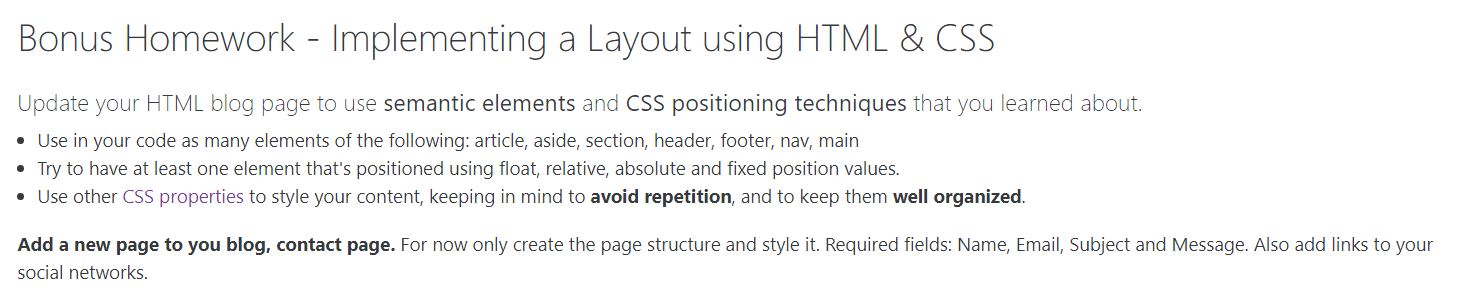 Bonus Homework - Implementing a Layout using HTML & CSS
Update your HTML blog page to use semantic elements and CSS positioning techniques that you learned about.
• Use in your code as many elements of the following: article, aside, section, header, footer, nav, main
• Try to have at least one element that's positioned using float, relative, absolute and fixed position values.
• Use other CSS properties to style your content, keeping in mind to avoid repetition, and to keep them well organized.
Add a new page to you blog, contact page. For now only create the page structure and style it. Required fields: Name, Email, Subject and Message. Also add links to your
social networks.